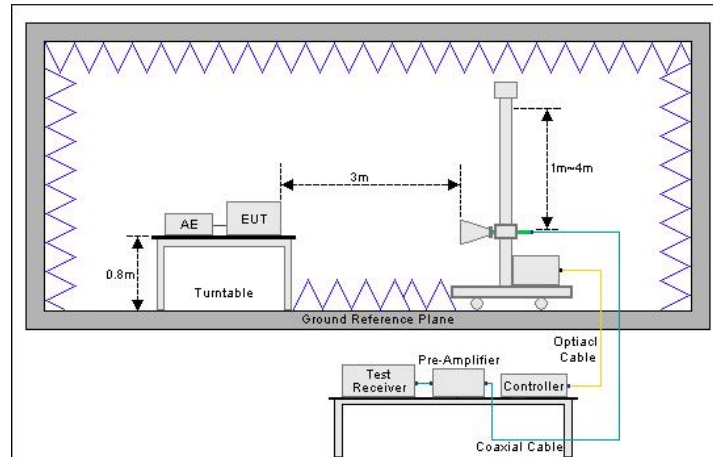 3m
1m~4m
AE
EUT
0.8m
Turntable
Ground Reference Plane
Optiacl
Cable
Pre-Amplifier
Test
Receiver
Controller
Coaxial Cable